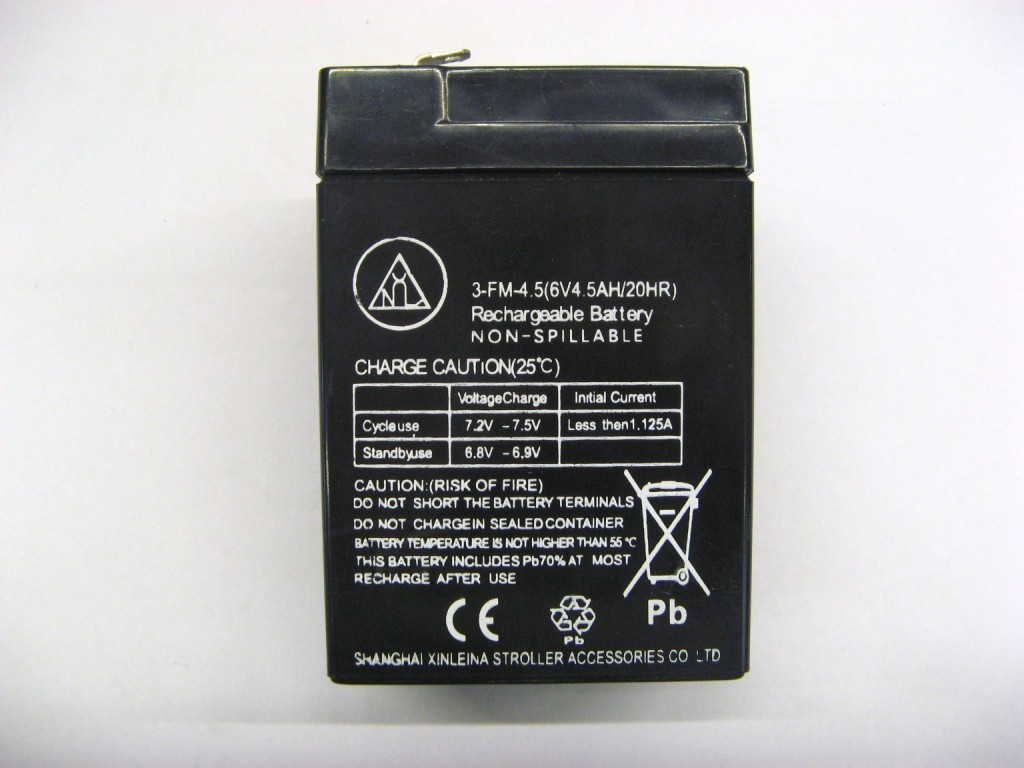 NXL
3-FM-4.5(6V4.5AH/20HR)
Rechargeable Battery
NON-SPILLABLE
CHARGE CAUTION(25℃)
VoltageCharge Initial Current
Cycleuse 7.2V -7.5V Less then1.125A
Standbyuse 6.8V -6.9V
CAUTION:(RISK OF FIRE)
DO NOT SHORT THE BATTERY TERMINALS
DO NOT CHARGEIN SEALED CONTAINER
BATTERY TEMPERATURE IS NOT HIGHER THAN 55 ℃
THIS BATTERY INCLUDES Pb70% AT MOST
RECHARGE AFTER USE
CE
Pb
Pb
SHANGHAI XINLEINA STROLLER ACCESSORIES CO LTD